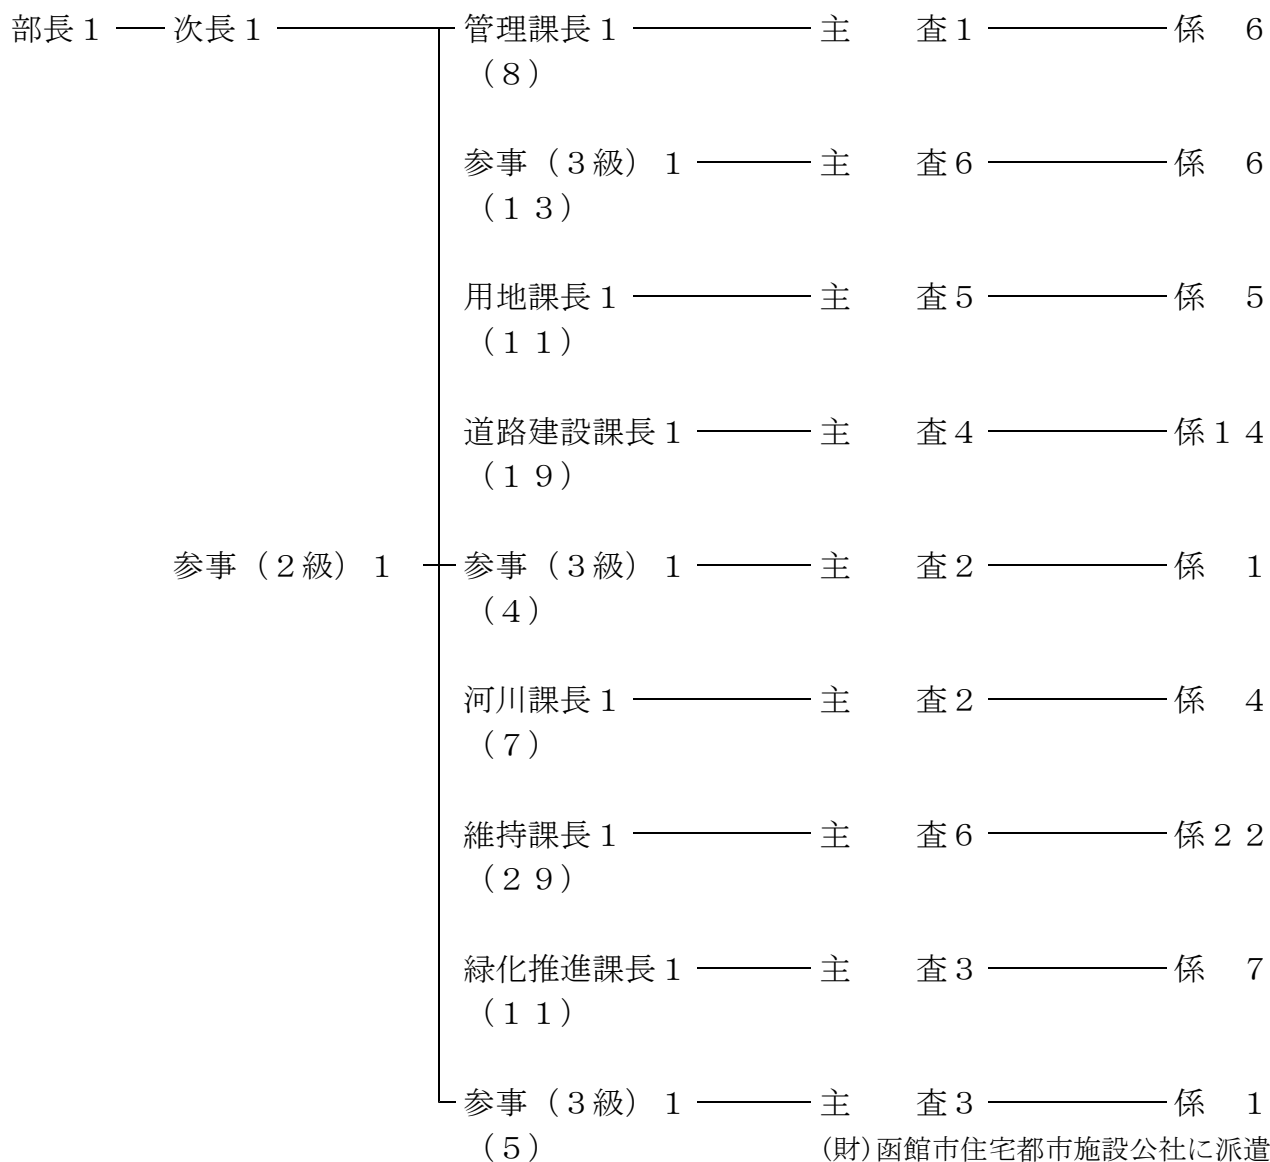 部長１ 次長１ 管理課長１ 主　査１ 係　６
（８）
参事（３級）１ 主　査６ 係　６
（１３）
用地課長１ 主　査５ 係　５
（１１）
道路建設課長１ 主　査４ 係１４
（１９）
参事（２級）１ 参事（３級）１ 主　査２ 係　１
（４）
河川課長１ 主　査２ 係　４
（７）
維持課長１ 主　査６ 係２２
（２９）
緑化推進課長１ 主　査３ 係　７
（１１）
参事（３級）１ 主　査３ 係　１
（５） (財)函館市住宅都市施設公社に派遣